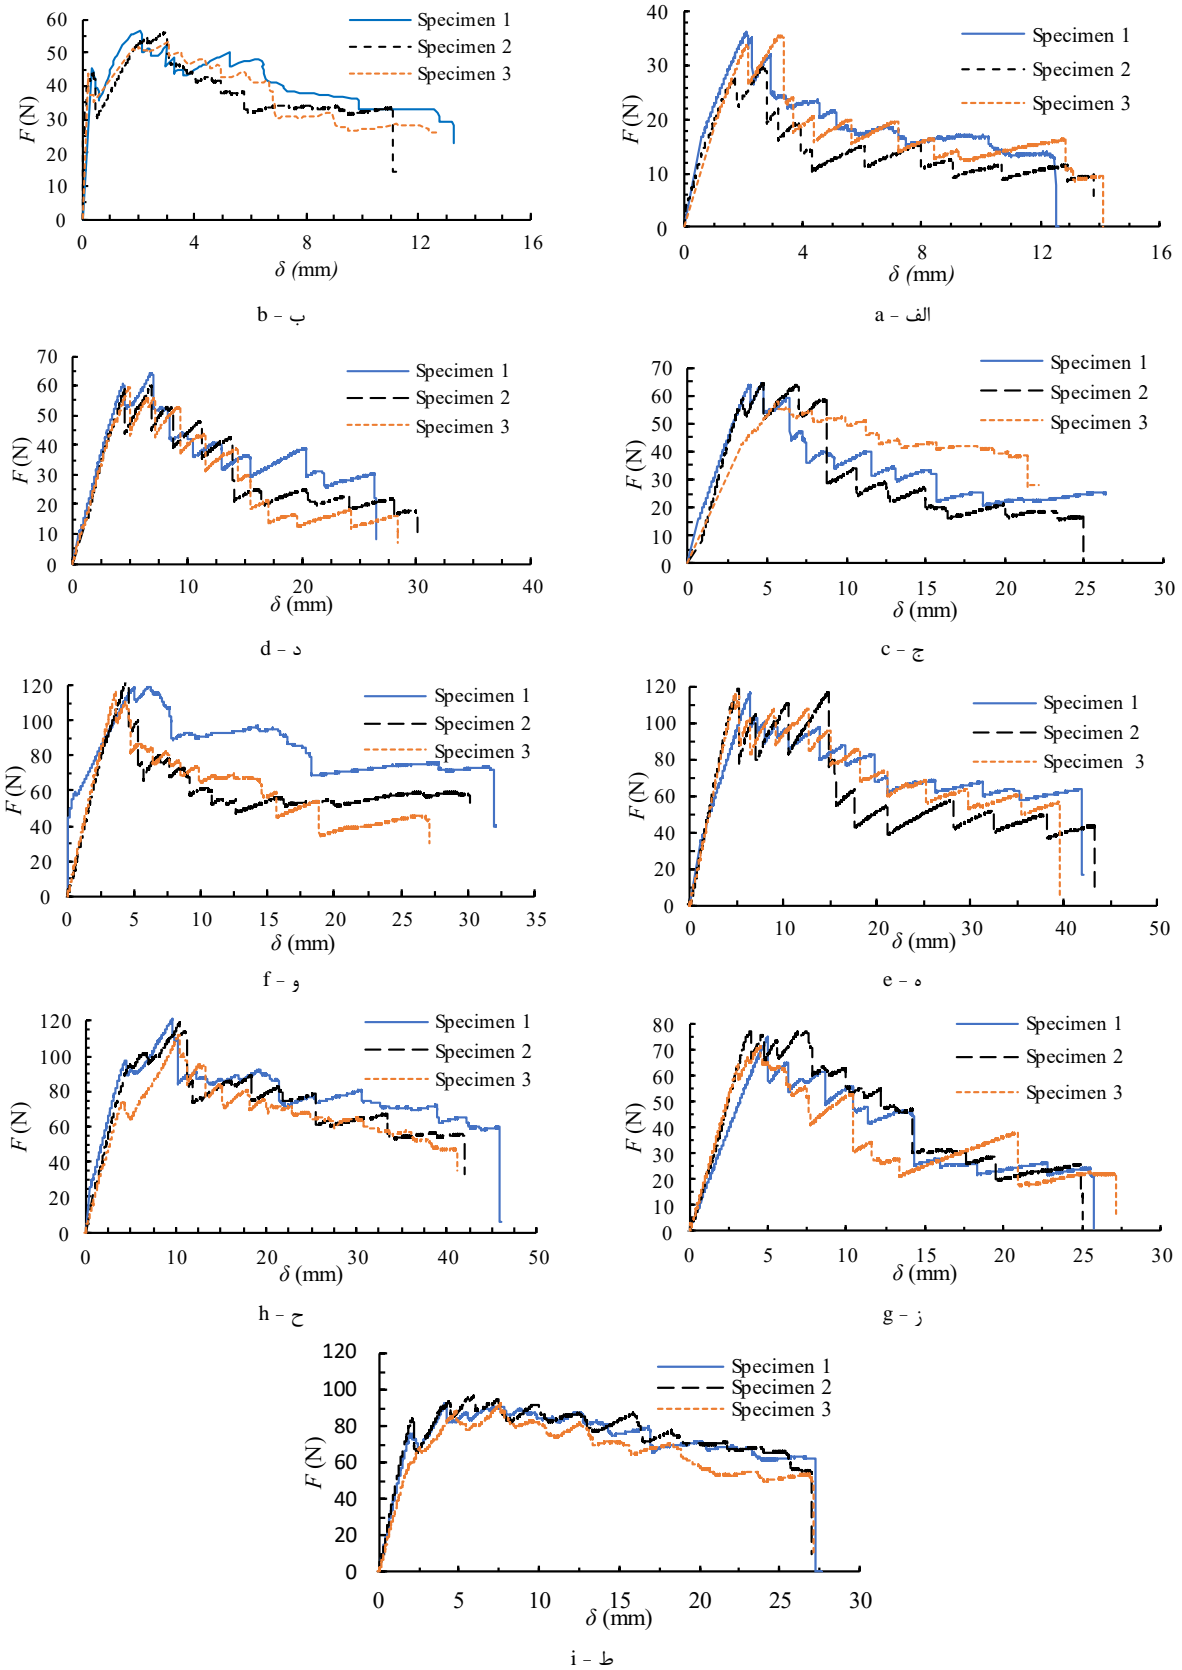 60
50
40
30
20
10
0
F (N)
0 4 8 12 16
δ (mm)
Specimen 1
Specimen 2
Specimen 3
b - ب
40
30
20
10
0
F (N)
0 4 8 12 16
δ (mm)
Specimen 1
Specimen 2
Specimen 3
a - الف
70
60
50
40
30
20
10
0
F (N)
0 10 20 30 40
δ (mm)
Specimen 1
Specimen 2
Specimen 3
d - د
70
60
50
40
30
20
10
0
F (N)
0 5 10 15 20 25 30
δ (mm)
Specimen 1
Specimen 2
Specimen 3
c - ج
120
100
80
60
40
20
0
F (N)
0 5 10 15 20 25 30 35
δ (mm)
Specimen 1
Specimen 2
Specimen 3
f - و
120
100
80
60
40
20
0
F (N)
0 10 20 30 40 50
δ (mm)
Specimen 1
Specimen 2
Specimen 3
e - ه
120
100
80
60
40
20
0
F (N)
0 5 10 15 20 25 30 35 40 45 50
δ (mm)
Specimen 1
Specimen 2
Specimen 3
h - ح
80
70
60
50
40
30
20
10
0
F (N)
0 5 10 15 20 25 30
δ (mm)
Specimen 1
Specimen 2
Specimen 3
g - ز
120
100
80
60
40
20
0
F (N)
0 5 10 15 20 25 30
δ (mm)
Specimen 1
Specimen 2
Specimen 3
i - ط